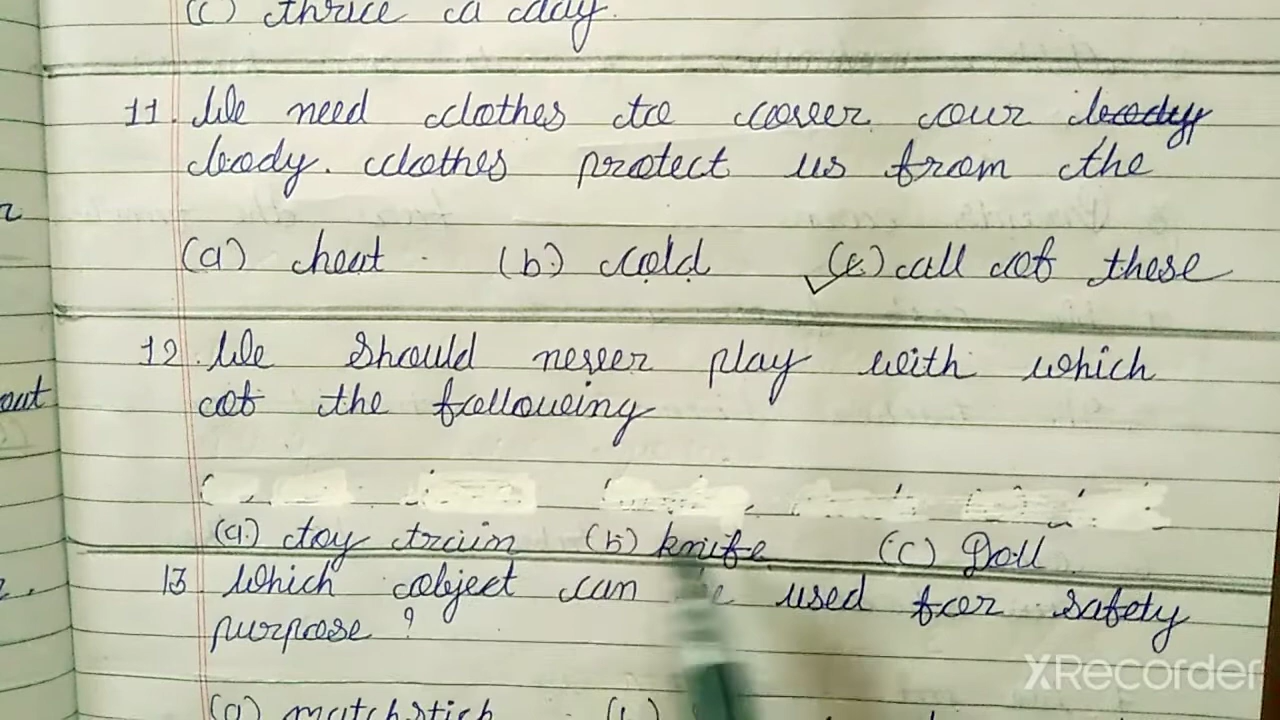 (c) thrice a day.
11. We need clothes to cover our body
body. Clothes protect us from the
(a) heat (b) cold (c) all of these
12. We should never play with which
out of the following
(a) toy train (b) knife (c) Doll
13 Which object can be used for safety
purpose ?
(a) matchstick
XRecorder